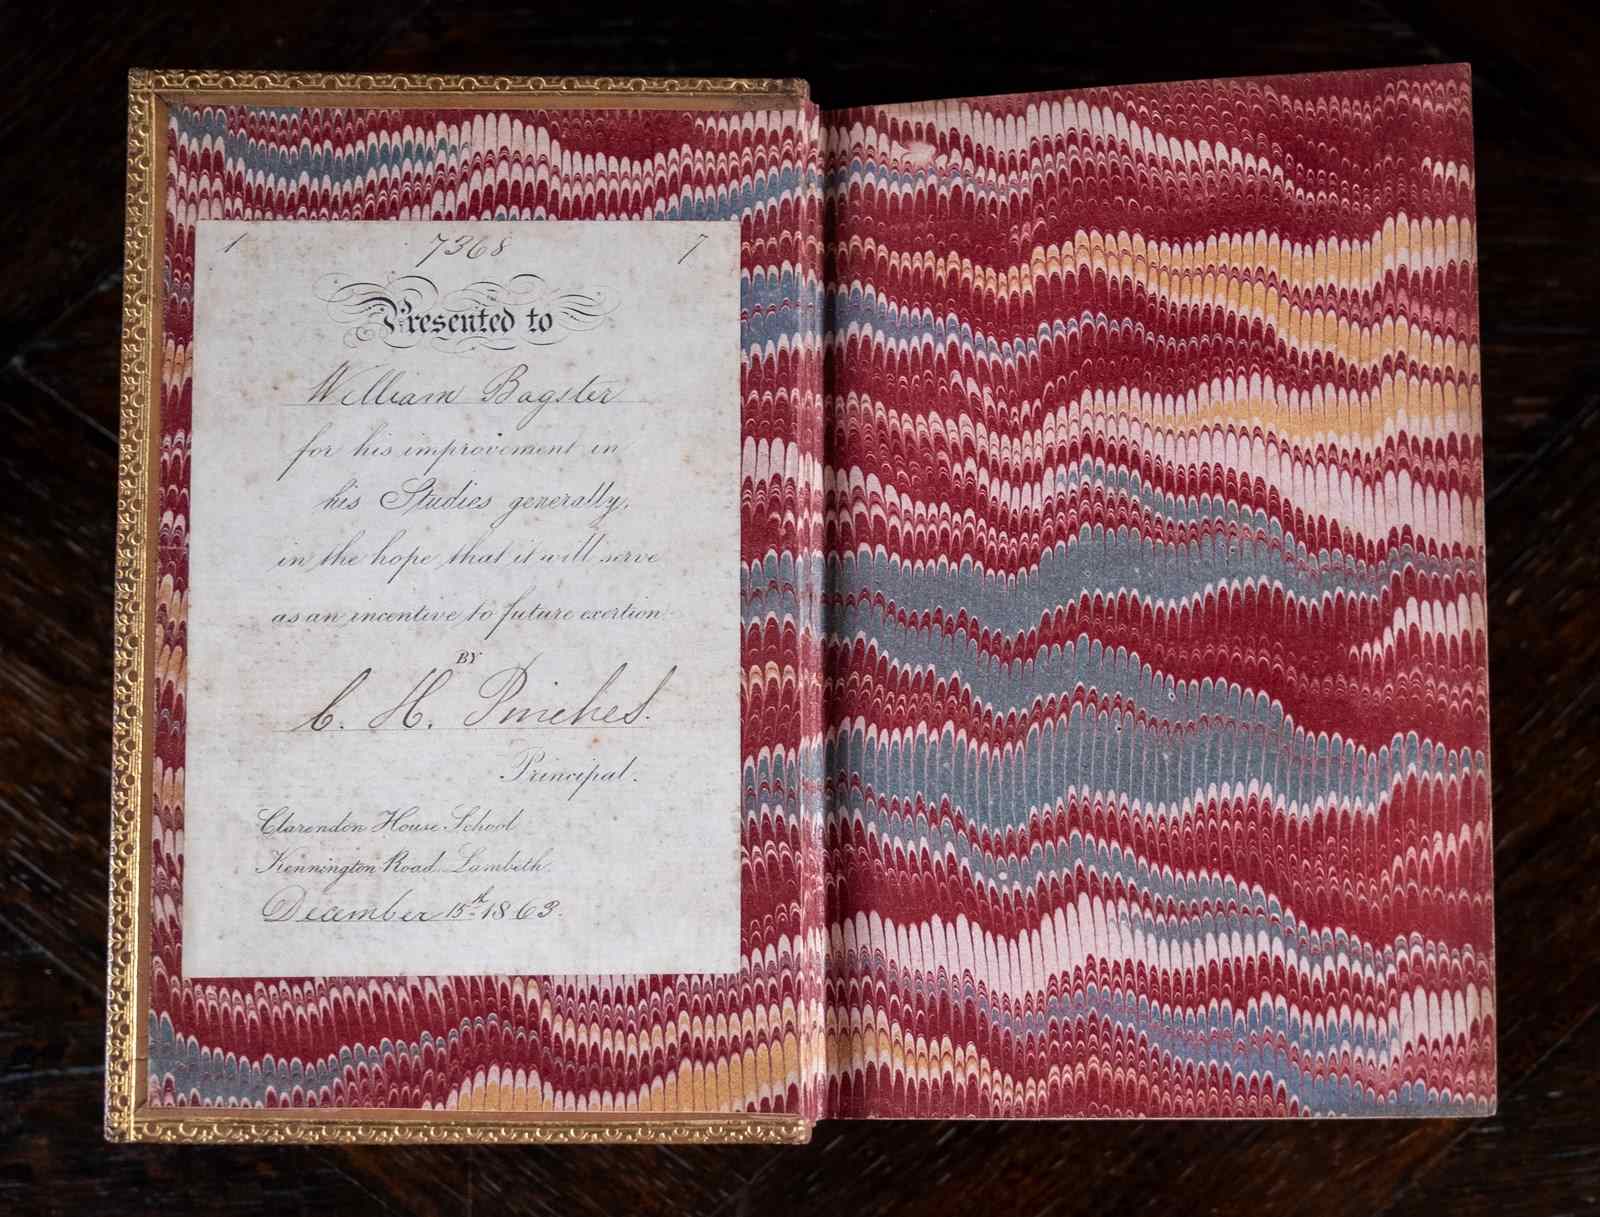 1 7368 7
Presented to
William Bagster
for his improvement in
his Studies generally,
in the hope that it will serve
as an incentive to future exertion
BY
C. H. Pinches.
Principal.
Clarendon House School
Kennington Road Lambeth.
December 15th 1863.